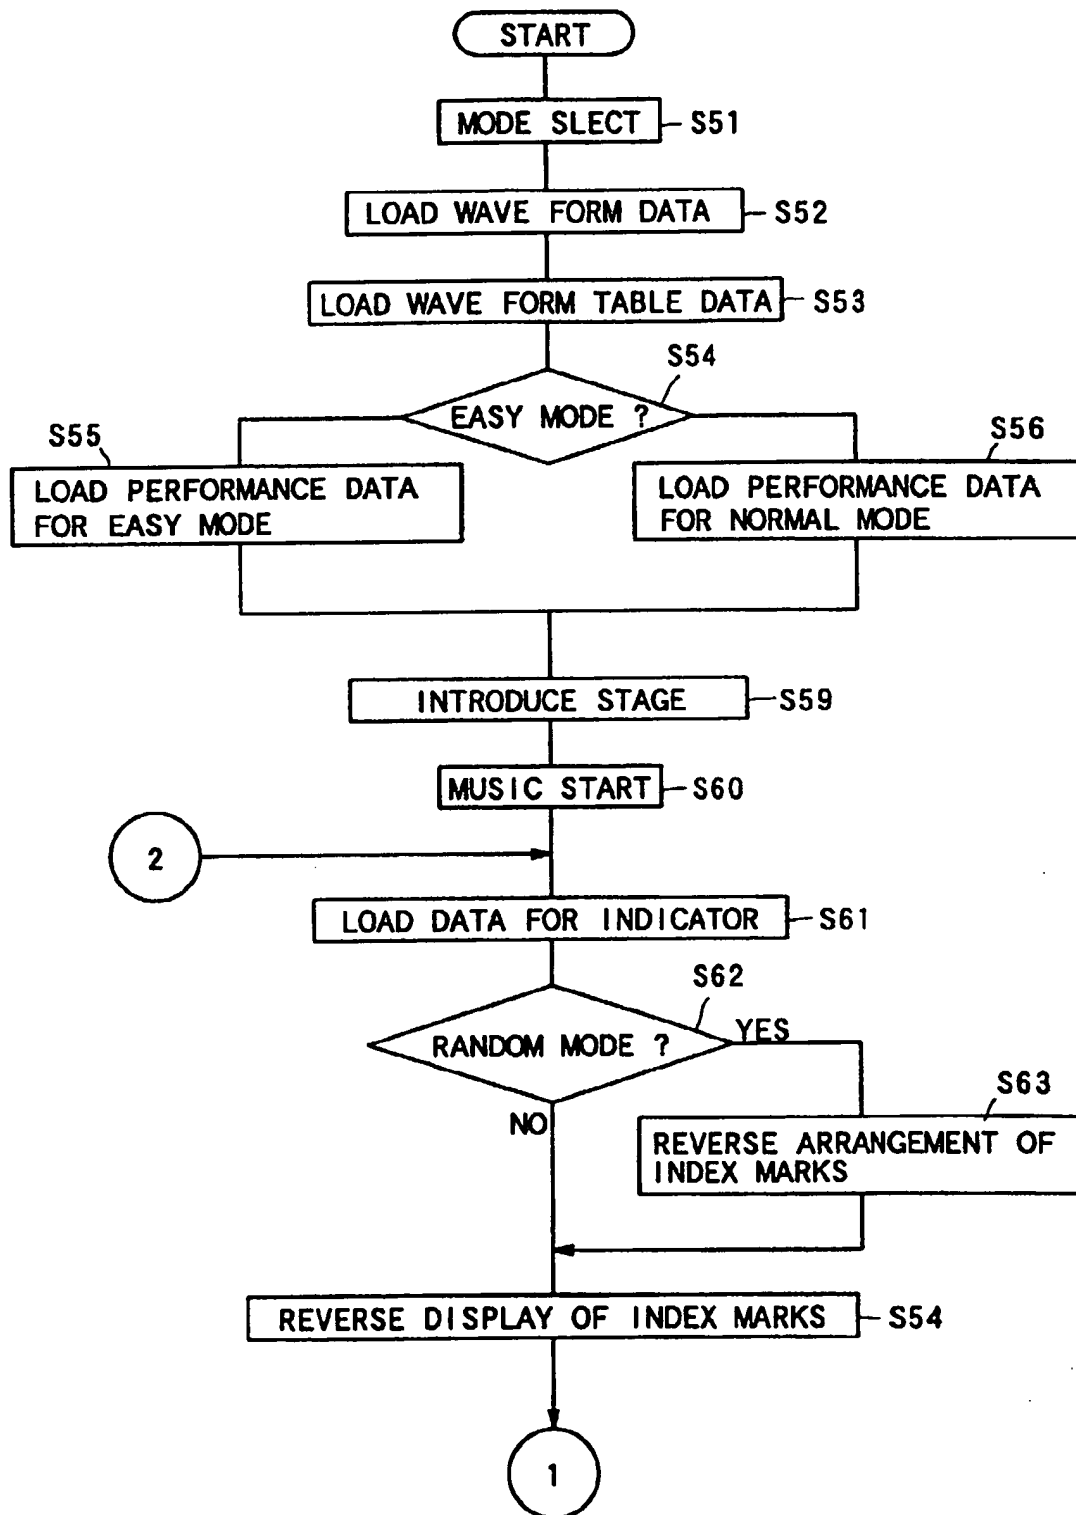 START
MODE SLECT
S51
LOAD WAVE FORM DATA
S52
LOAD WAVE FORM TABLE DATA
S53
S54
EASY MODE ?
S55
S56
LOAD PERFORMANCE DATA
FOR EASY MODE
LOAD PERFORMANCE DATA
FOR NORMAL MODE
INTRODUCE STAGE
S59
MUSIC START
S60
2
LOAD DATA FOR INDICATOR
S61
S62
RANDOM MODE ?
YES
NO
S63
REVERSE ARRANGEMENT OF
INDEX MARKS
REVERSE DISPLAY OF INDEX MARKS
S54
1